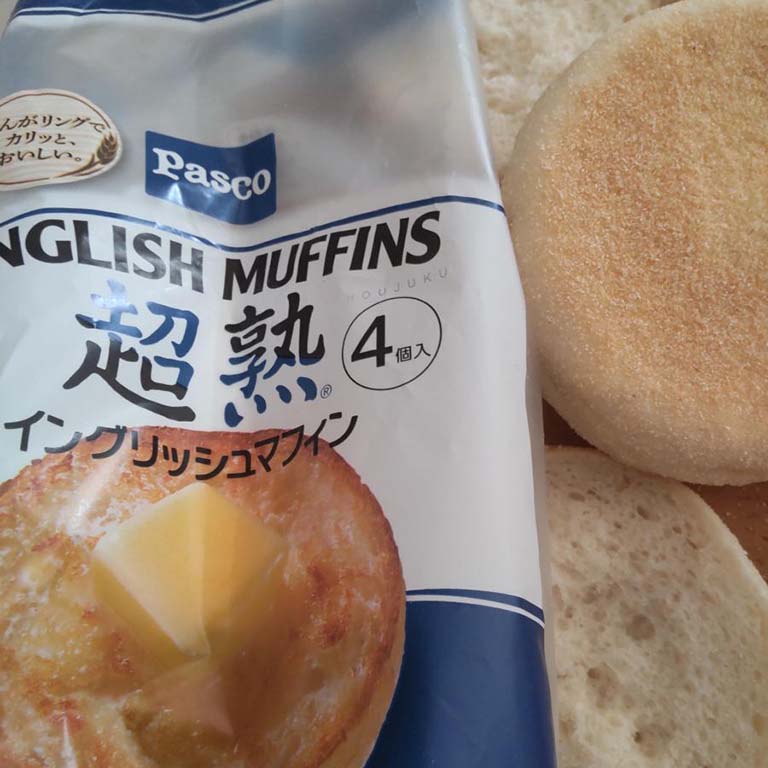 んがリングで
カリッと、
おいしい。
Pasco
NGLISH MUFFINS
HOUJUKU
超熟®
4個入
イングリッシュマフィン